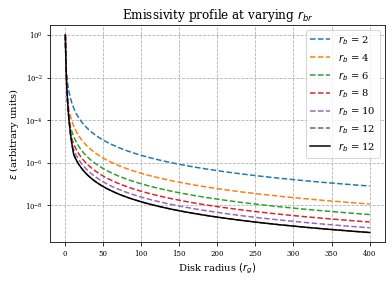 Emissivity profile at varying r_br
ε (arbitrary units)
10⁰
10⁻²
10⁻⁴
10⁻⁶
10⁻⁸
r_b = 2
r_b = 4
r_b = 6
r_b = 8
r_b = 10
r_b = 12
r_b = 12
0 50 100 150 200 250 300 350 400
Disk radius (r_g)